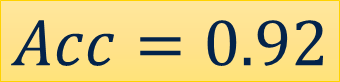 Acc = 0.92